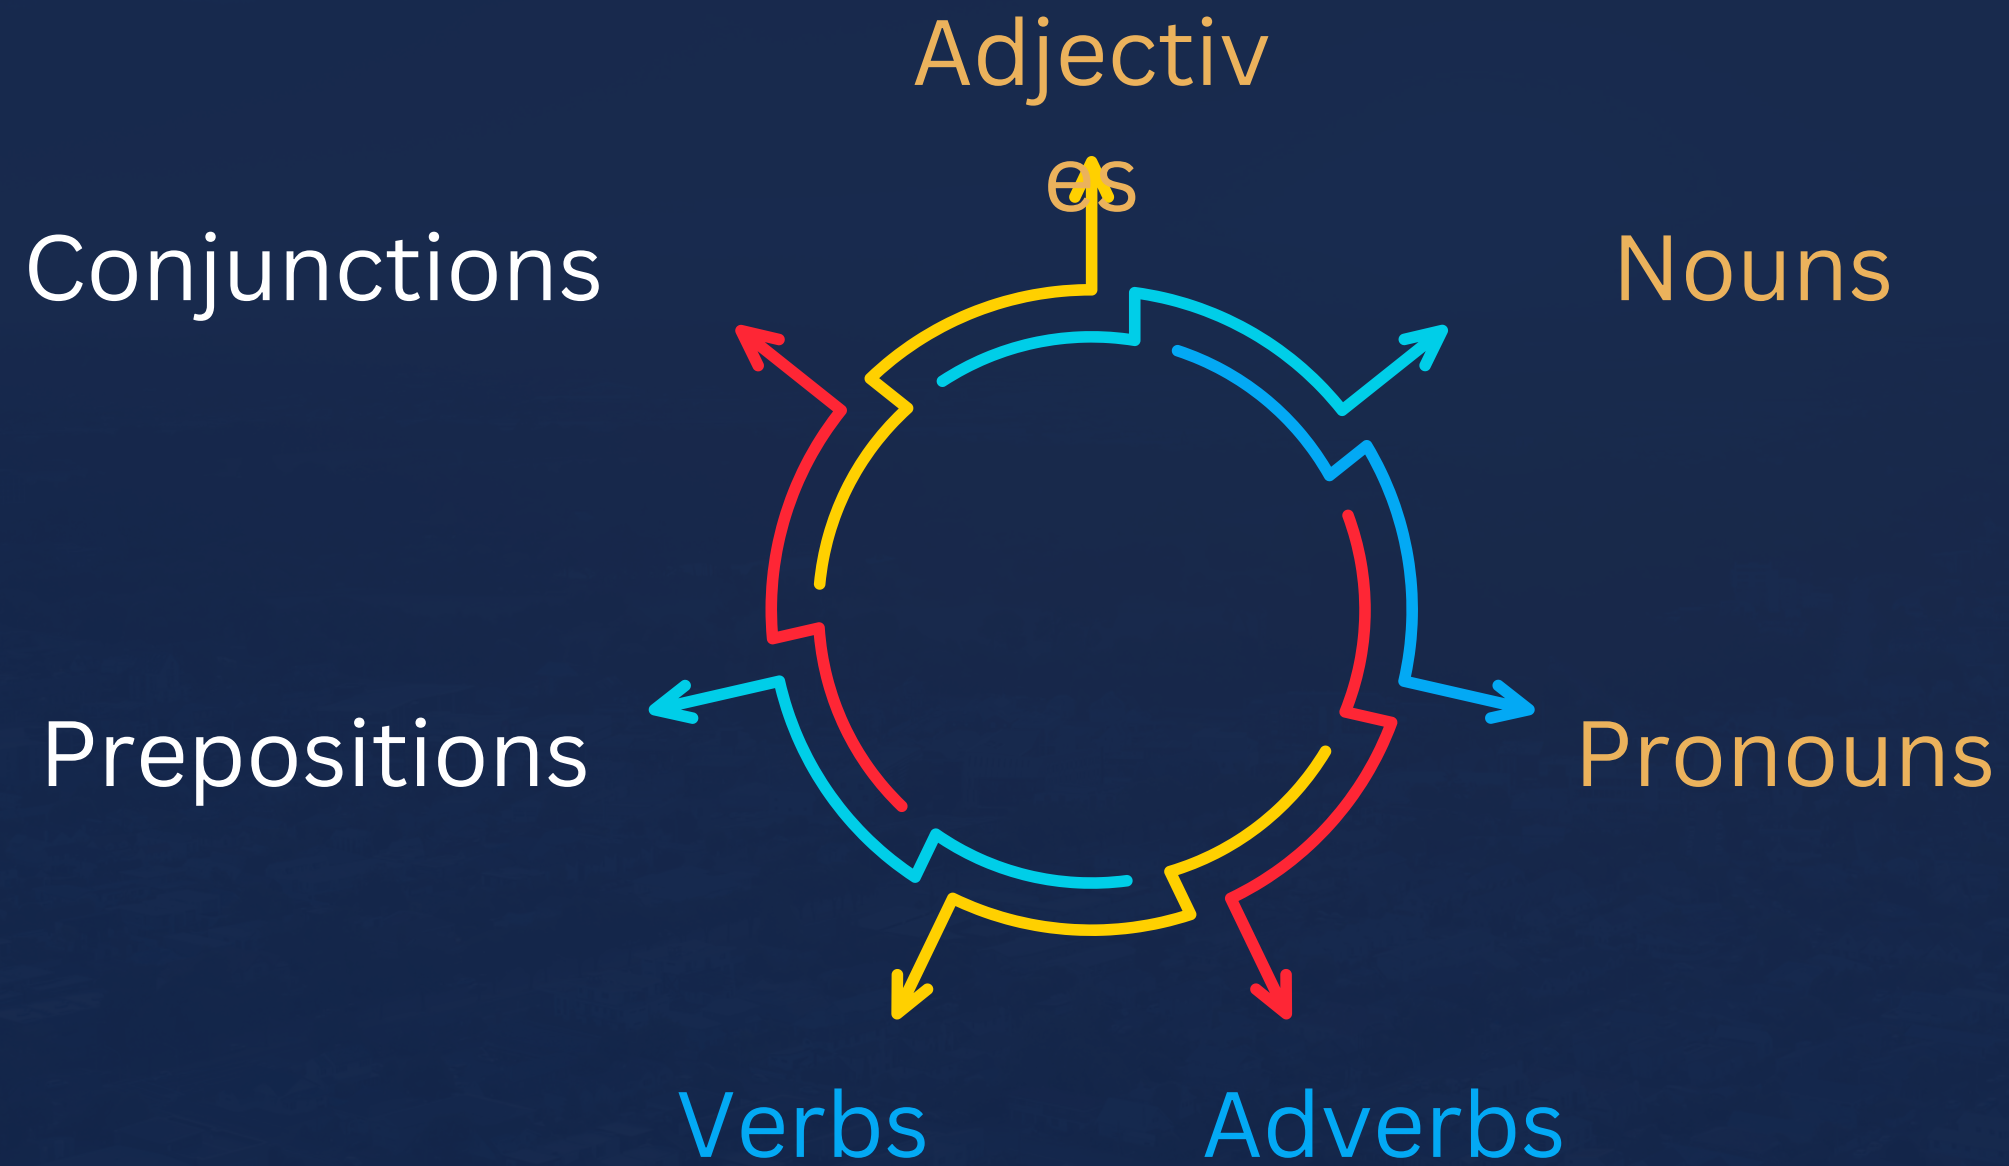 Adjectiv
es
Conjunctions
Nouns
Prepositions
Pronouns
Verbs
Adverbs